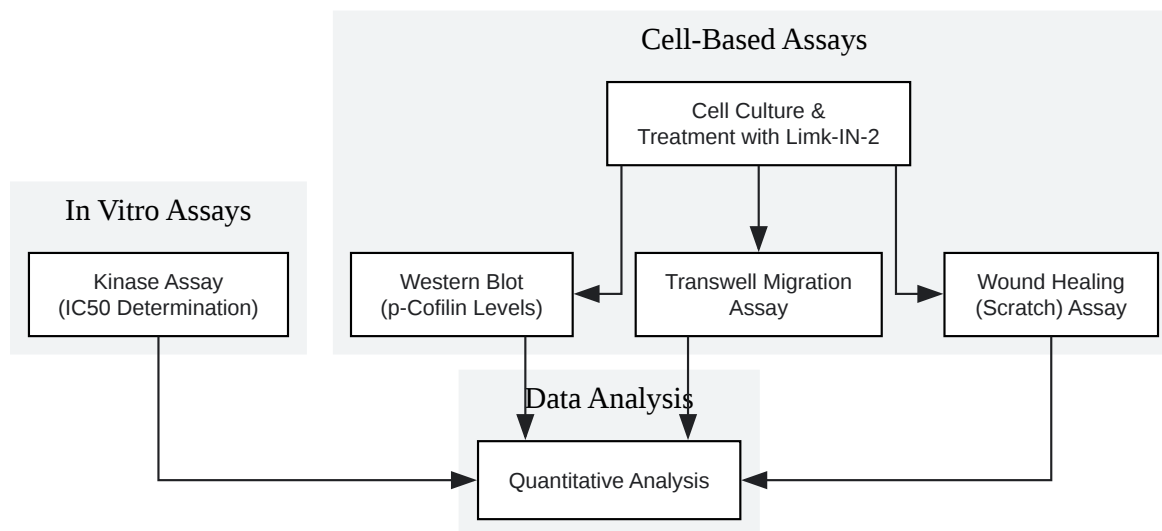 Cell-Based Assays
Cell Culture &
Treatment with Limk-IN-2
In Vitro Assays
Kinase Assay
(IC50 Determination)
Western Blot
(p-Cofilin Levels)
Transwell Migration
Assay
Wound Healing
(Scratch) Assay
Data Analysis
Quantitative Analysis